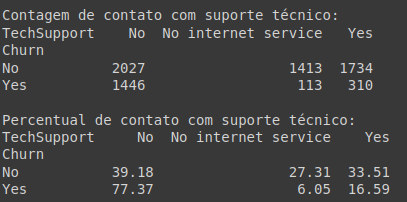 Contagem de contato com suporte técnico:
TechSupport    No  No internet service   Yes
Churn
No           2027                 1413  1734
Yes          1446                  113   310

Percentual de contato com suporte técnico:
TechSupport     No  No internet service    Yes
Churn
No           39.18                27.31  33.51
Yes          77.37                 6.05  16.59